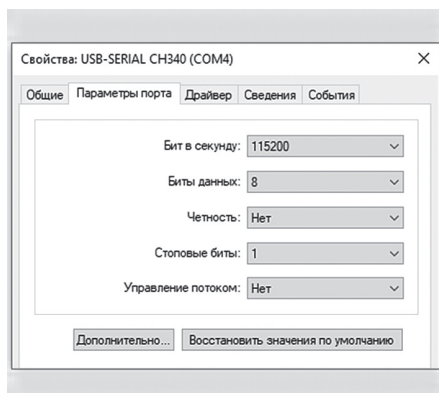 Свойства: USB-SERIAL CH340 (COM4)
Общие Параметры порта Драйвер Сведения События
Бит в секунду: 115200
Биты данных: 8
Четность: Нет
Стоповые биты: 1
Управление потоком: Нет
Дополнительно... Восстановить значения по умолчанию